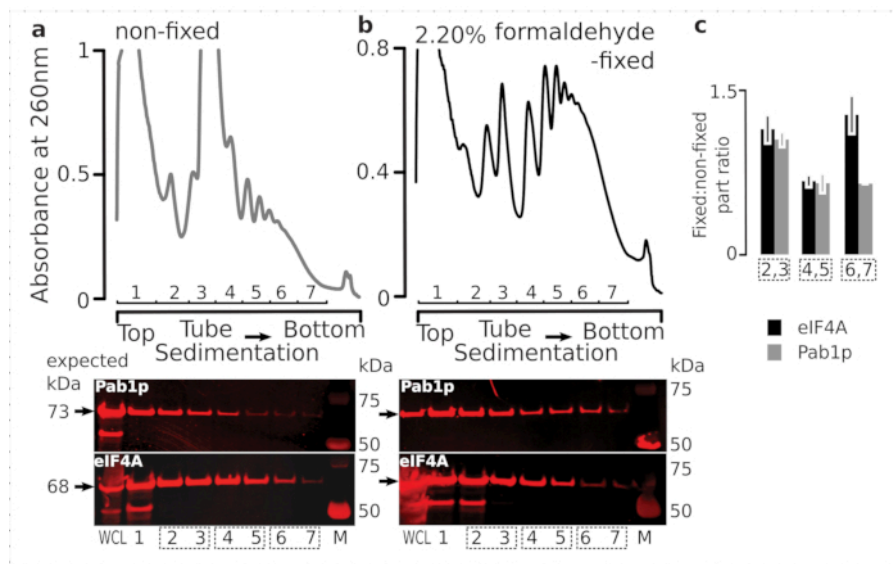 a
non-fixed
Absorbance at 260nm
1
0.5
0
1 2 3 4 5 6 7
Top Tube Bottom
Sedimentation
b
2.20% formaldehyde
-fixed
0.8
0.4
0
1 2 3 4 5 6 7
Top Tube Bottom
Sedimentation
c
Fixed:non-fixed
part ratio
1.5
0
2,3 4,5 6,7
eIF4A
Pab1p
expected
kDa
73
68
Pab1p
eIF4A
kDa
75
50
75
50
WCL 1 2 3 4 5 6 7 M
Pab1p
eIF4A
kDa
75
50
75
50
WCL 1 2 3 4 5 6 7 M